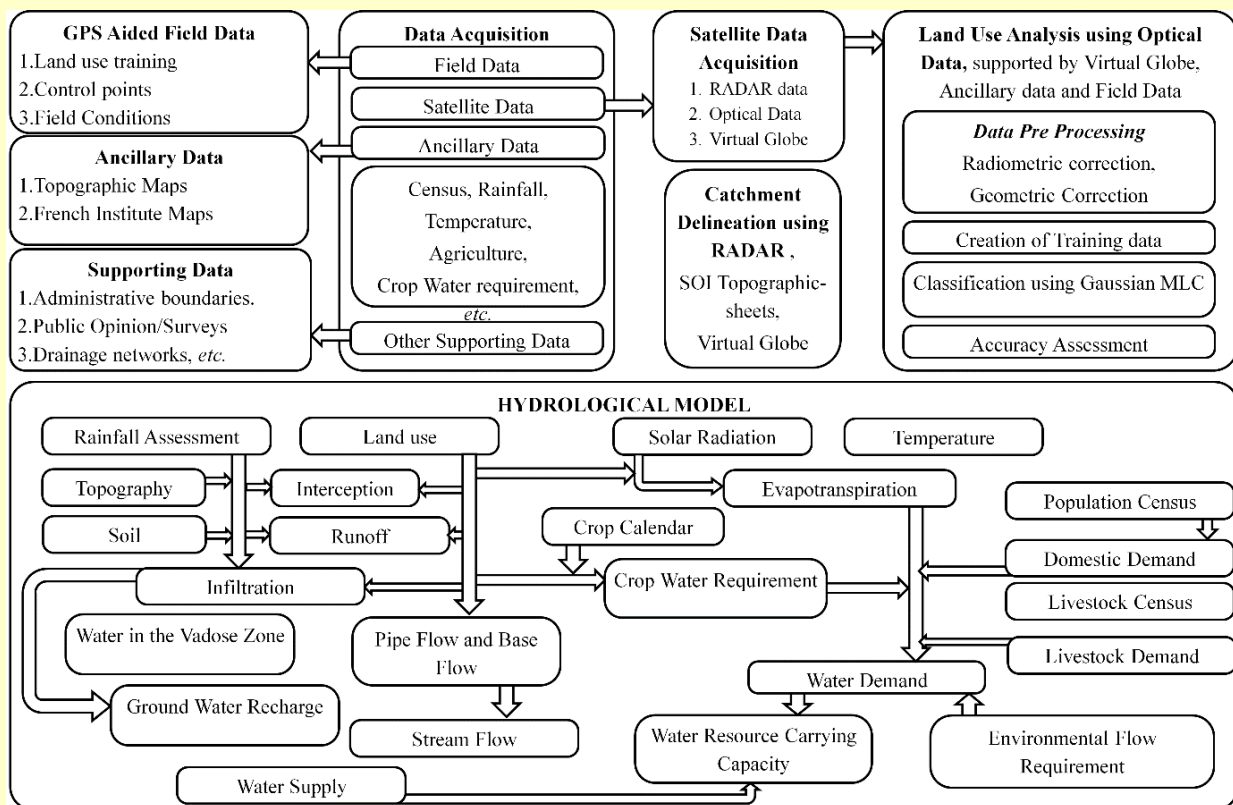 GPS Aided Field Data
1.Land use training
2.Control points
3.Field Conditions
Ancillary Data
1.Topographic Maps
2.French Institute Maps
Supporting Data
1.Administrative boundaries.
2.Public Opinion/Surveys
3.Drainage networks, etc.
Data Acquisition
Field Data
Satellite Data
Ancillary Data
Census, Rainfall,
Temperature,
Agriculture,
Crop Water requirement,
etc.
Other Supporting Data
Satellite Data
Acquisition
1. RADAR data
2. Optical Data
3. Virtual Globe
Catchment
Delineation using
RADAR ,
SOI Topographic-
sheets,
Virtual Globe
Land Use Analysis using Optical
Data, supported by Virtual Globe,
Ancillary data and Field Data
Data Pre Processing
Radiometric correction,
Geometric Correction
Creation of Training data
Classification using Gaussian MLC
Accuracy Assessment
HYDROLOGICAL MODEL
Rainfall Assessment
Land use
Solar Radiation
Temperature
Topography
Interception
Evapotranspiration
Population Census
Soil
Runoff
Crop Calendar
Domestic Demand
Infiltration
Crop Water Requirement
Livestock Census
Water in the Vadose Zone
Pipe Flow and Base
Flow
Livestock Demand
Water Demand
Ground Water Recharge
Stream Flow
Water Resource Carrying
Capacity
Environmental Flow
Requirement
Water Supply